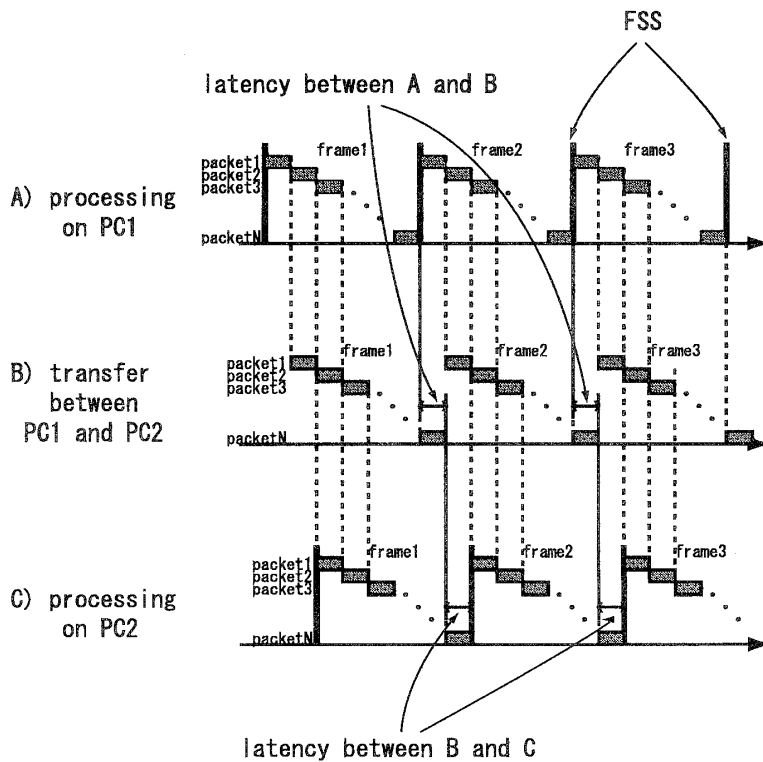 FSS
latency between A and B
frame1 frame2 frame3
packet1
packet2
packet3
packetN
A) processing
on PC1
frame1 frame2 frame3
packet1
packet2
packet3
packetN
B) transfer
between
PC1 and PC2
frame1 frame2 frame3
packet1
packet2
packet3
packetN
C) processing
on PC2
latency between B and C